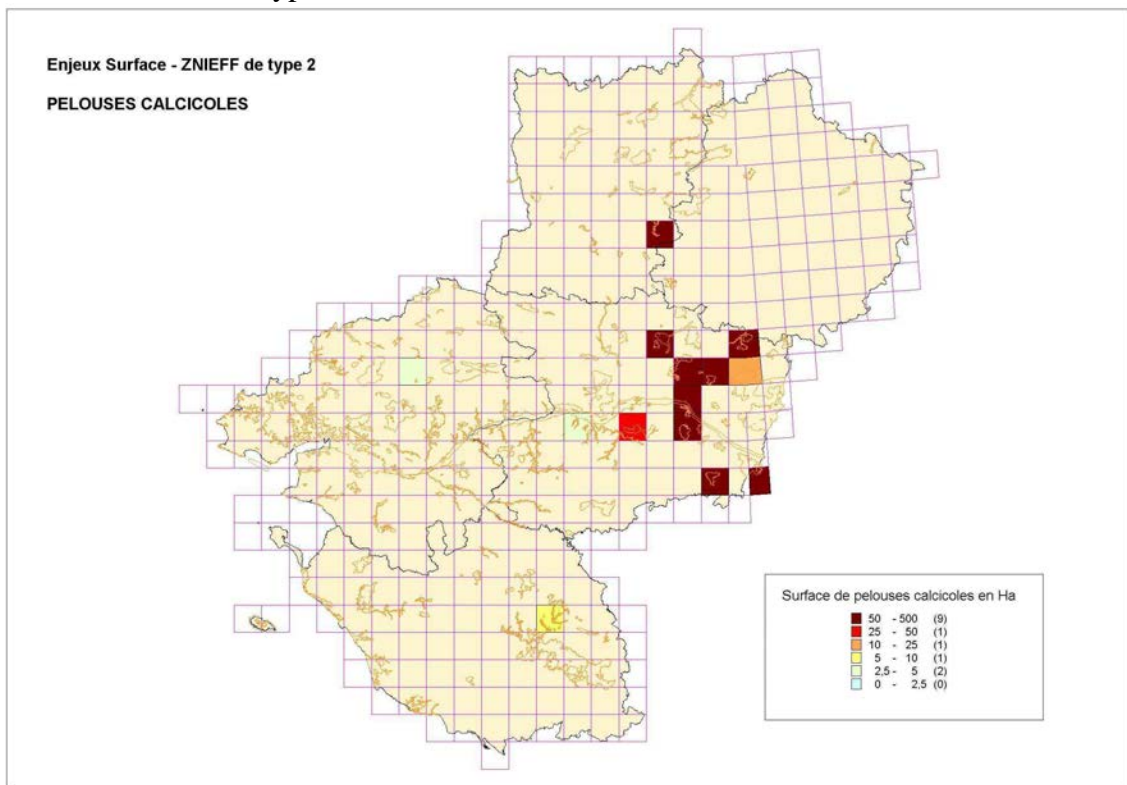 Enjeux Surface - ZNIEFF de type 2
PELOUSES CALCICOLES
Surface de pelouses calcicoles en Ha
50 - 500 (9)
25 - 50 (1)
10 - 25 (1)
5 - 10 (1)
2,5 - 5 (2)
0 - 2,5 (0)